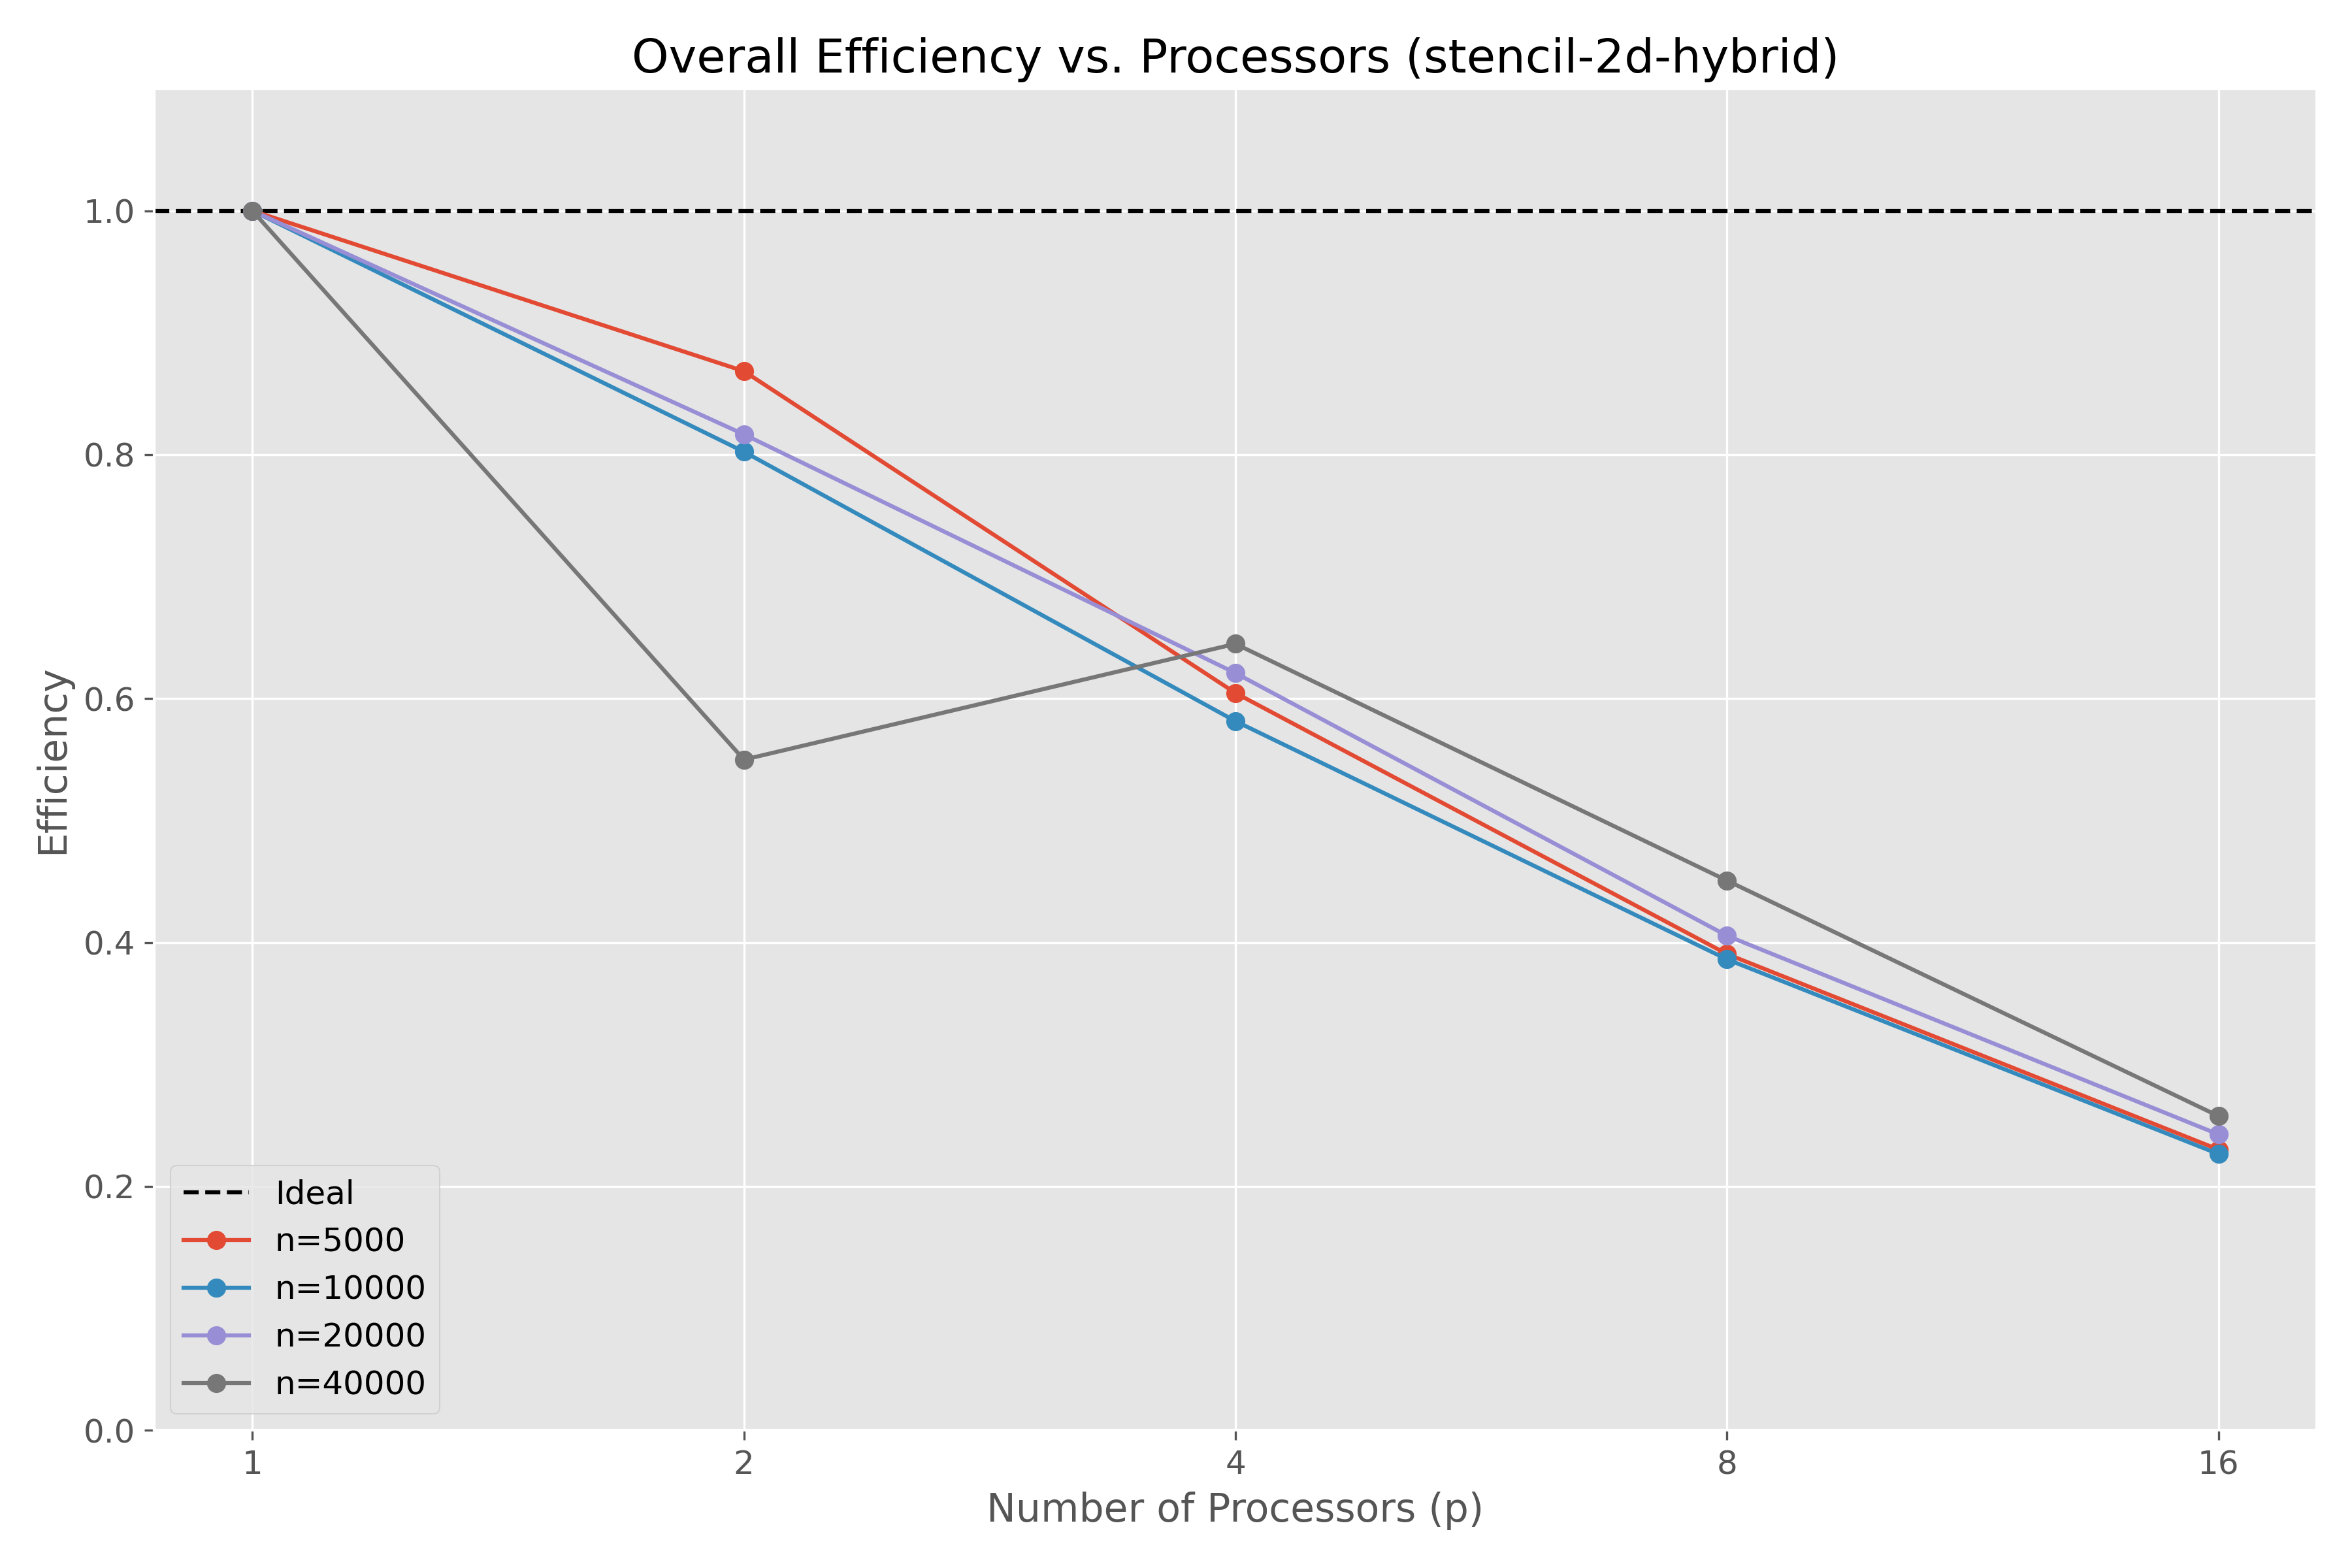 Overall Efficiency vs. Processors (stencil-2d-hybrid)
1.0
0.8
0.6
0.4
0.2
0.0
Efficiency
Ideal
n=5000
n=10000
n=20000
n=40000
1 2 4 8 16
Number of Processors (p)